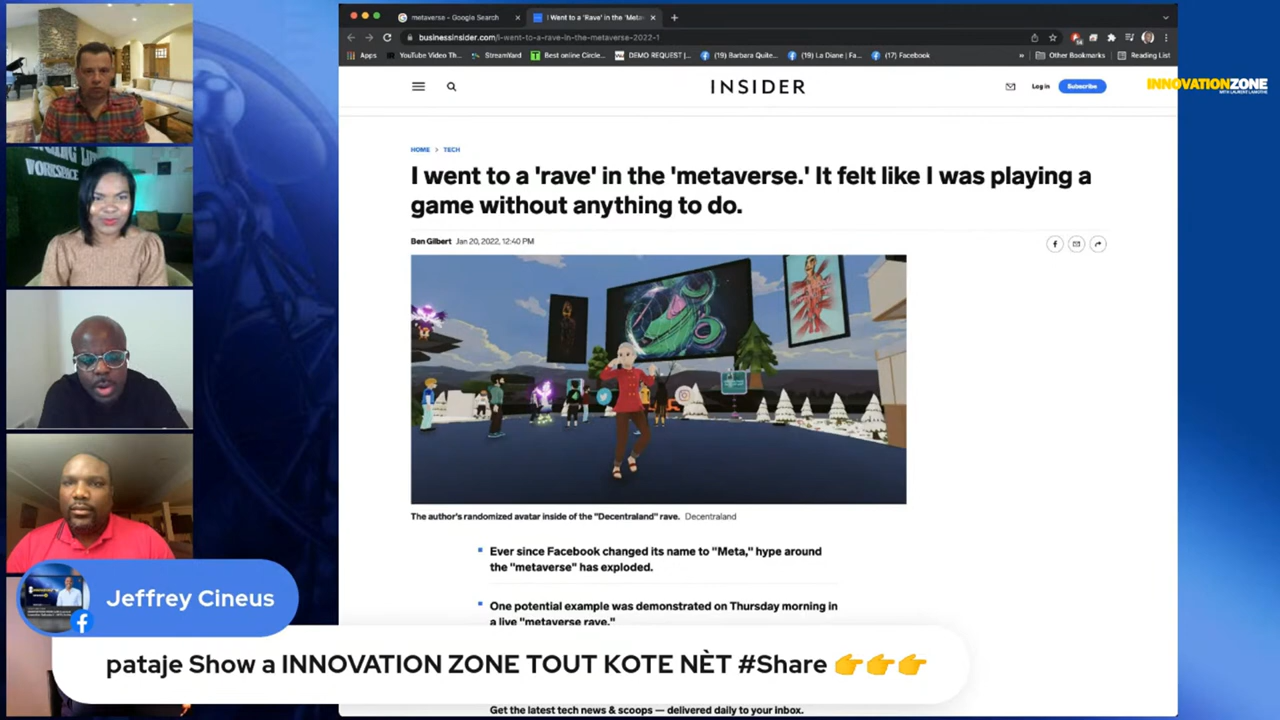 metaverse - Google Search
I Went to a 'Rave' in the 'Meta
businessinsider.com/i-went-to-a-rave-in-the-metaverse-2022-1
Apps
YouTube Video Th...
StreamYard
Best online Circle...
DEMO REQUEST |...
(19) Barbara Quite...
(19) La Diane | Fa...
(17) Facebook
Other Bookmarks
Reading List
INSIDER
Log in
Subscribe
INNOVATIONZONE
WITH LAURENT LAMOTHE
WORKSPACE
HOME > TECH
I went to a 'rave' in the 'metaverse.' It felt like I was playing a
game without anything to do.
Ben Gilbert Jan 20, 2022, 12:40 PM
The author's randomized avatar inside of the "Decentraland" rave. Decentraland
Ever since Facebook changed its name to "Meta," hype around
the "metaverse" has exploded.
One potential example was demonstrated on Thursday morning in
a live "metaverse rave."
Jeffrey Cineus
pataje Show a INNOVATION ZONE TOUT KOTE NÈT #Share 👉👉👉
Get the latest tech news & scoops — delivered daily to your inbox.